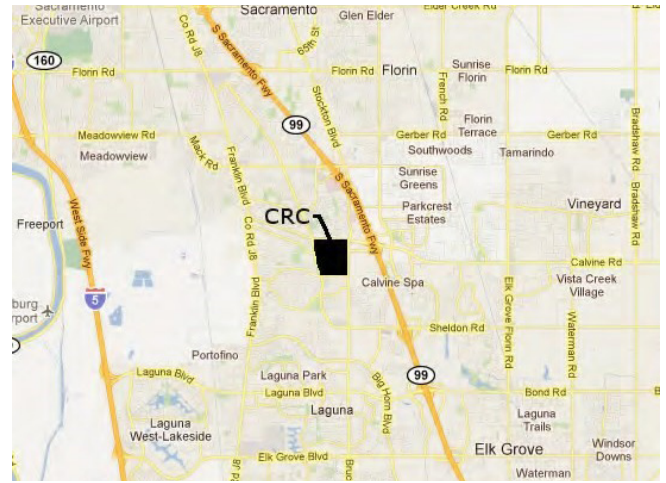 Sacramento
Executive Airport
Sacramento
Glen Elder
Elder Creek Rd
160
Co Rd J8
S Sacramento Fwy
65th St
Florin Rd
Florin Rd
Florin
Sunrise
Florin
Florin Rd
French Rd
Stockton Blvd
99
Florin
Terrace
Bradshaw Rd
Bradshaw Rd
Meadowview Rd
Meadowview
Mack Rd
Gerber Rd
Gerber Rd
Southwoods
Tamarindo
Franklin Blvd
S Sacramento Fwy
Sunrise
Greens
Parkcrest
Estates
Vineyard
Freeport
West Side Fwy
CRC
Co Rd J8
Calvine Rd
Calvine Spa
Vista Creek
Village
5
Franklin Blvd
Elk Grove Florin Rd
Waterman Rd
Sheldon Rd
Portofino
Laguna Blvd
Laguna Park
99
Big Horn Blvd
Bond Rd
Laguna
West-Lakeside
Laguna
Laguna
Trails
Franklin Blvd
Elk Grove Blvd
Elk Grove
Windsor
Downs
Waterman